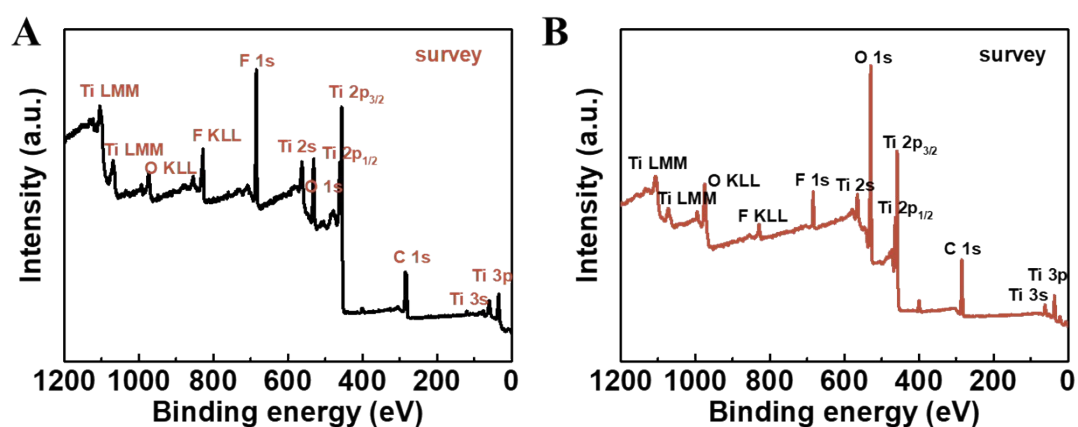 A
survey
F 1s
Ti LMM
Ti 2p3/2
F KLL
Ti LMM
Ti 2s
Ti 2p1/2
O KLL
O 1s
C 1s
Ti 3p
Ti 3s
Intensity (a.u.)
1200 1000 800 600 400 200 0
Binding energy (eV)
B
survey
O 1s
Ti 2p3/2
Ti LMM
O KLL
F 1s
Ti 2s
Ti LMM
Ti 2p1/2
F KLL
C 1s
Ti 3p
Ti 3s
Intensity (a.u.)
1200 1000 800 600 400 200 0
Binding energy (eV)